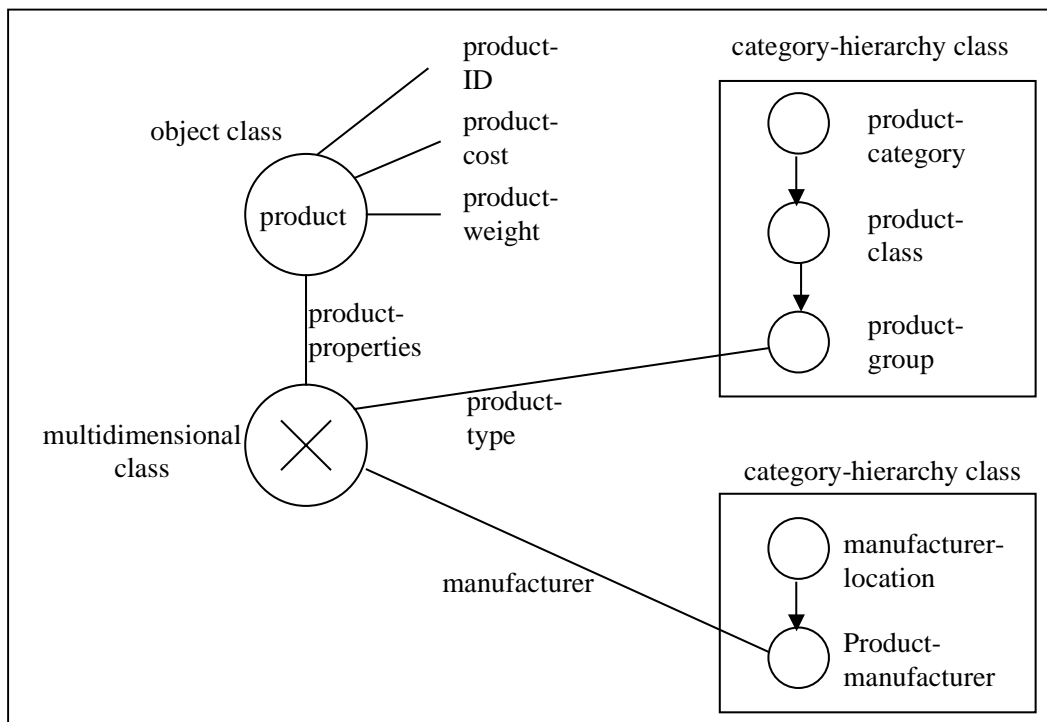 product-
ID
category-hierarchy class
object class
product-
cost
product-
category
product
product-
weight
product-
class
product-
properties
product-
group
product-
type
multidimensional
class
category-hierarchy class
manufacturer-
location
manufacturer
Product-
manufacturer